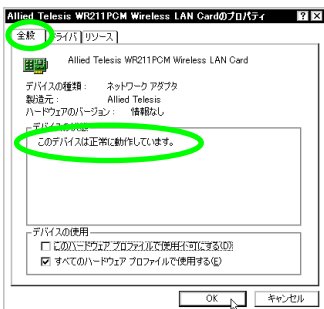 Allied Telesis WR211PCM Wireless LAN Cardのプロパティ
全般 ドライバ リソース
Allied Telesis WR211PCM Wireless LAN Card
デバイスの種類： ネットワーク アダプタ
製造元： Allied Telesis
ハードウェアのバージョン： 情報なし
デバイスの状態
このデバイスは正常に動作しています。
デバイスの使用
このハードウェア プロファイルで使用不可にする(D)
すべてのハードウェア プロファイルで使用する(E)
OK キャンセル